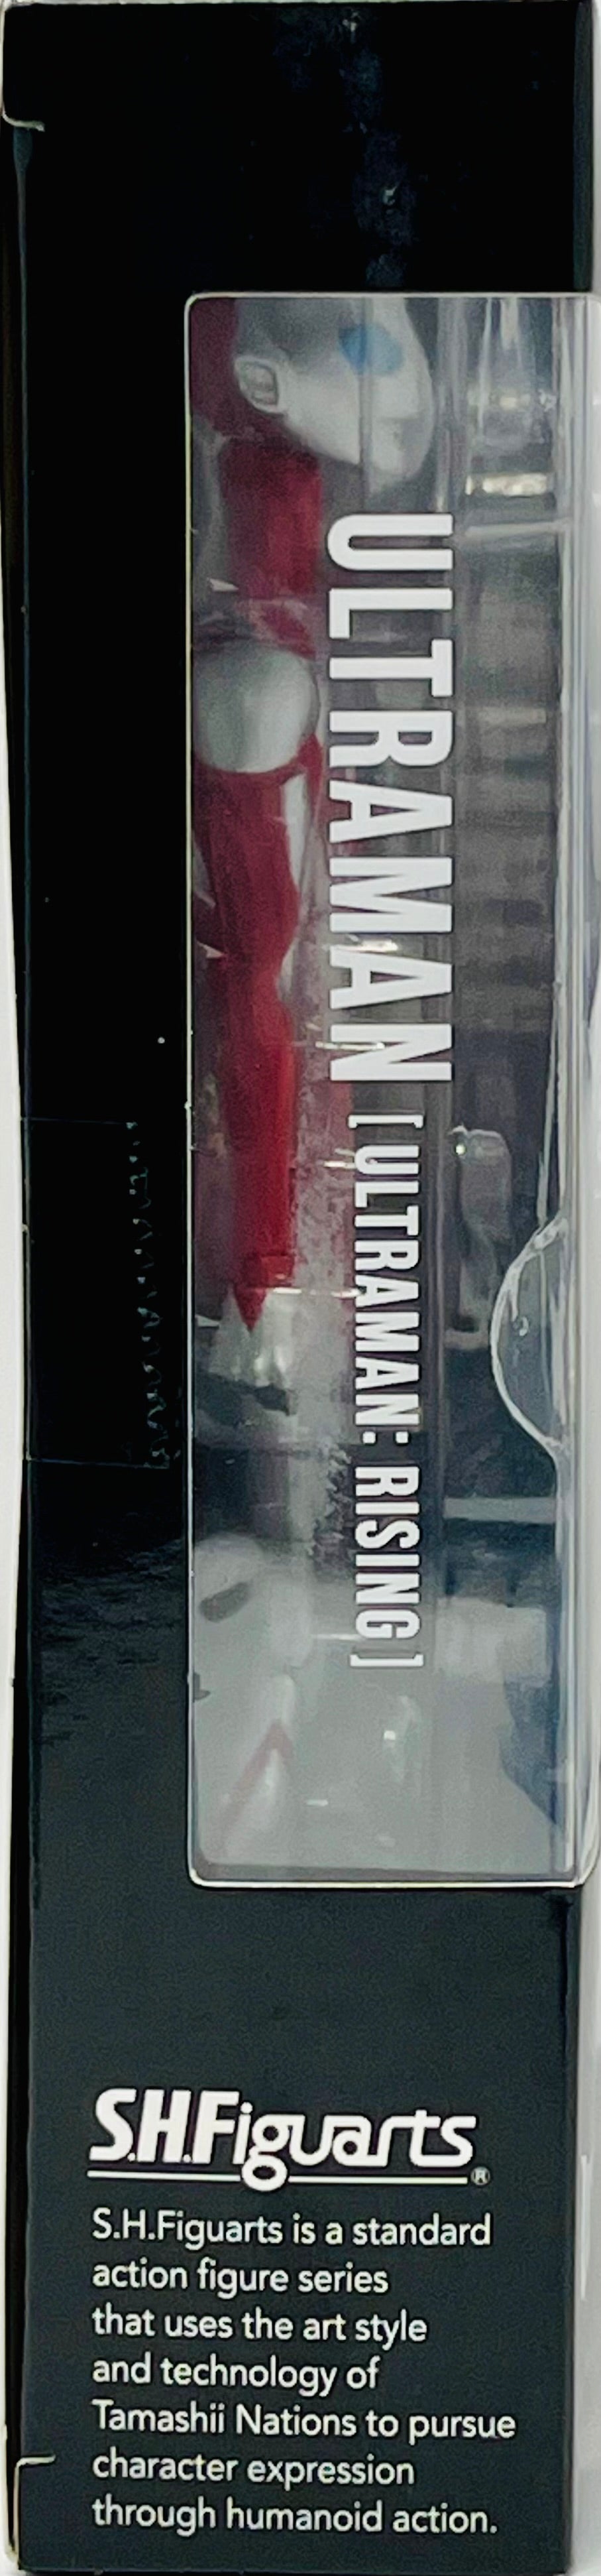 ULTRAMAN [ ULTRAMAN: RISING ]
S.H.Figuarts®
S.H.Figuarts is a standard
action figure series
that uses the art style
and technology of
Tamashii Nations to pursue
character expression
through humanoid action.